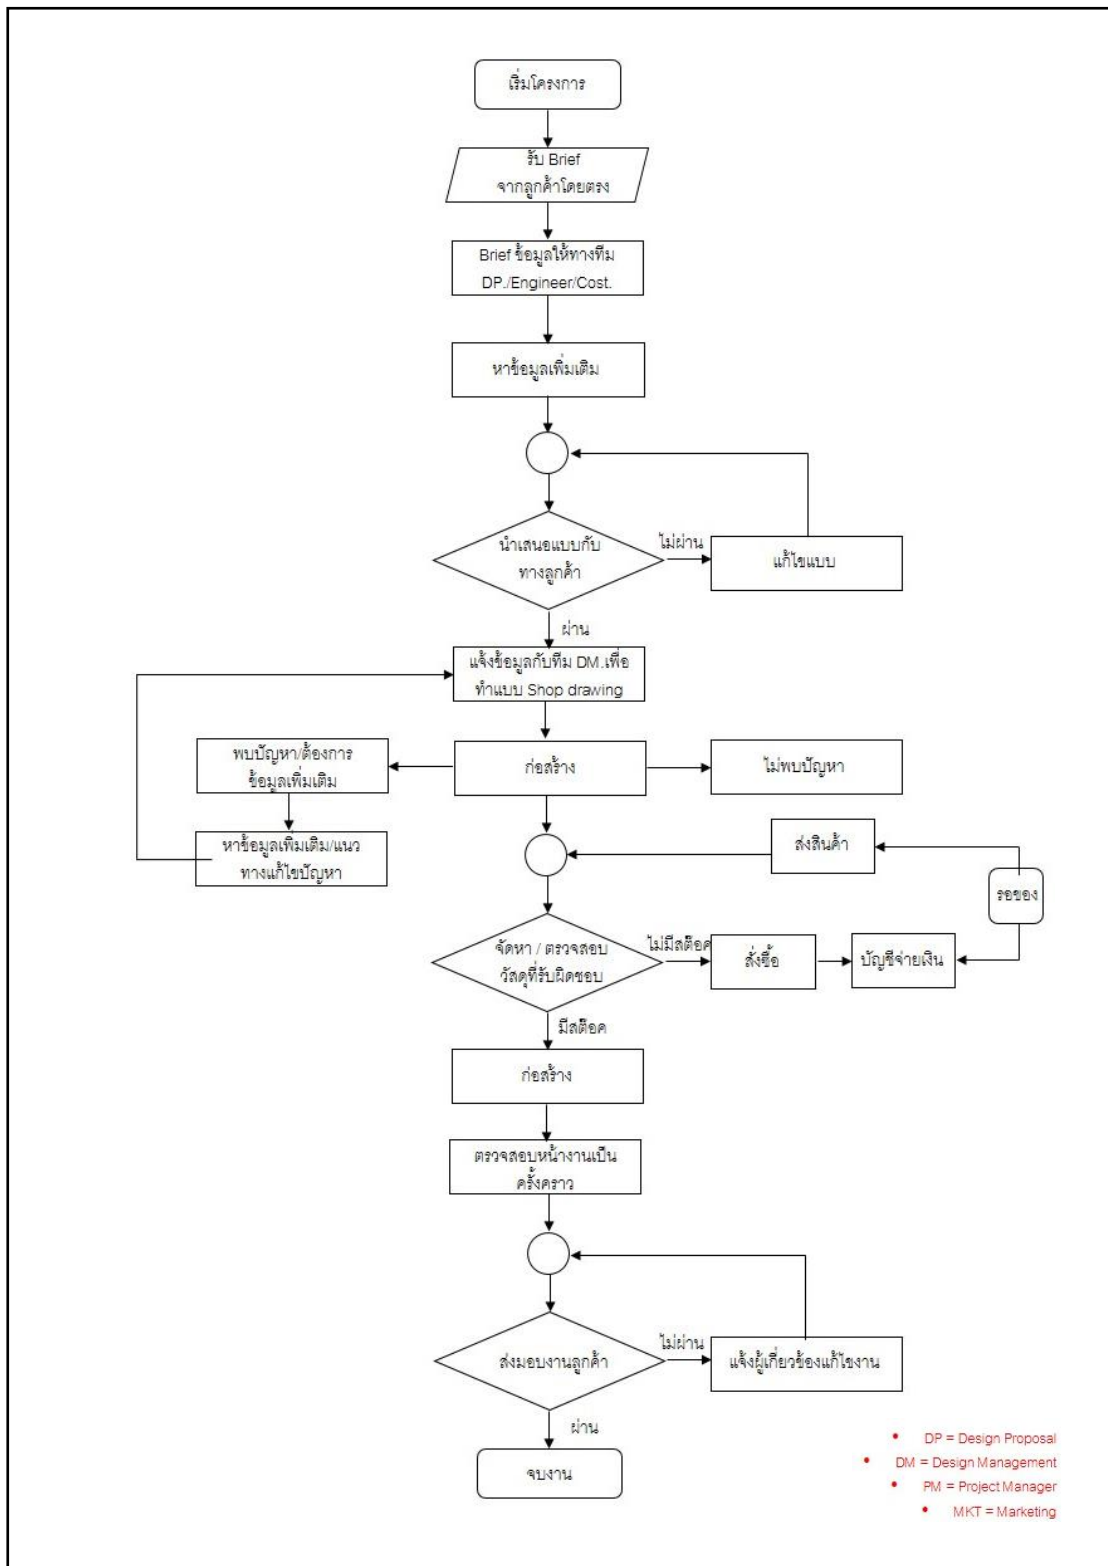 เริ่มโครงการ
รับ Brief
จากลูกค้าโดยตรง
Brief ข้อมูลให้ทางทีม
DP./Engineer/Cost.
หาข้อมูลเพิ่มเติม
นำเสนอแบบกับ
ทางลูกค้า
ไม่ผ่าน
แก้ไขแบบ
ผ่าน
แจ้งข้อมูลกับทีม DM.เพื่อ
ทำแบบ Shop drawing
พบปัญหา/ต้องการ
ข้อมูลเพิ่มเติม
ก่อสร้าง
ไม่พบปัญหา
หาข้อมูลเพิ่มเติม/แนว
ทางแก้ไขปัญหา
ส่งสินค้า
รอของ
จัดหา / ตรวจสอบ
วัสดุที่รับผิดชอบ
ไม่มีสต๊อค
สั่งซื้อ
บัญชีจ่ายเงิน
มีสต๊อค
ก่อสร้าง
ตรวจสอบหน้างานเป็น
ครั้งคราว
ส่งมอบงานลูกค้า
ไม่ผ่าน
แจ้งผู้เกี่ยวข้องแก้ไขงาน
ผ่าน
จบงาน
• DP = Design Proposal
• DM = Design Management
• PM = Project Manager
• MKT = Marketing